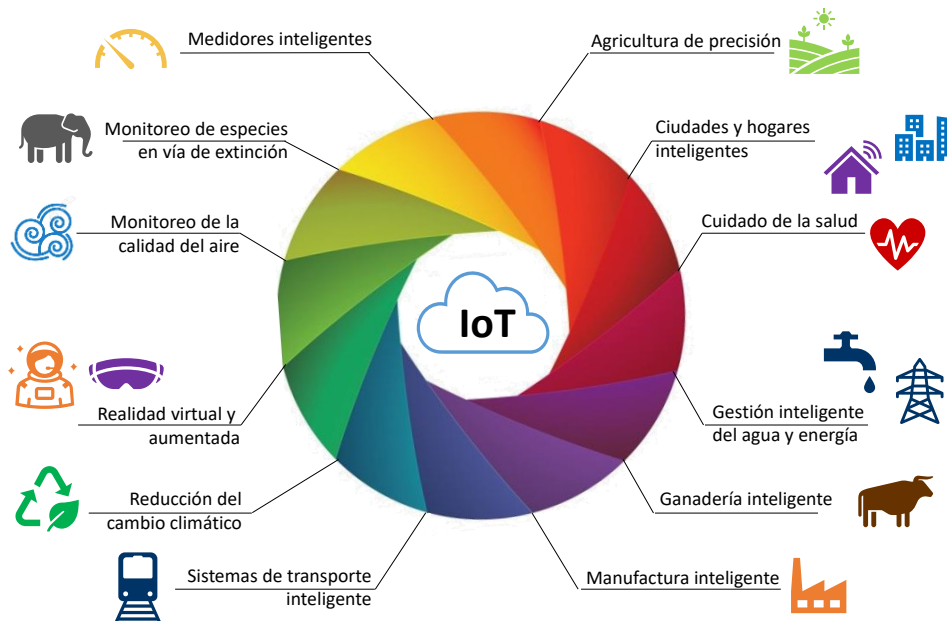 Medidores inteligentes
Agricultura de precisión
Monitoreo de especies
en vía de extinción
Ciudades y hogares
inteligentes
Monitoreo de la
calidad del aire
Cuidado de la salud
IoT
Realidad virtual y
aumentada
Gestión inteligente
del agua y energía
Reducción del
cambio climático
Ganadería inteligente
Sistemas de transporte
inteligente
Manufactura inteligente